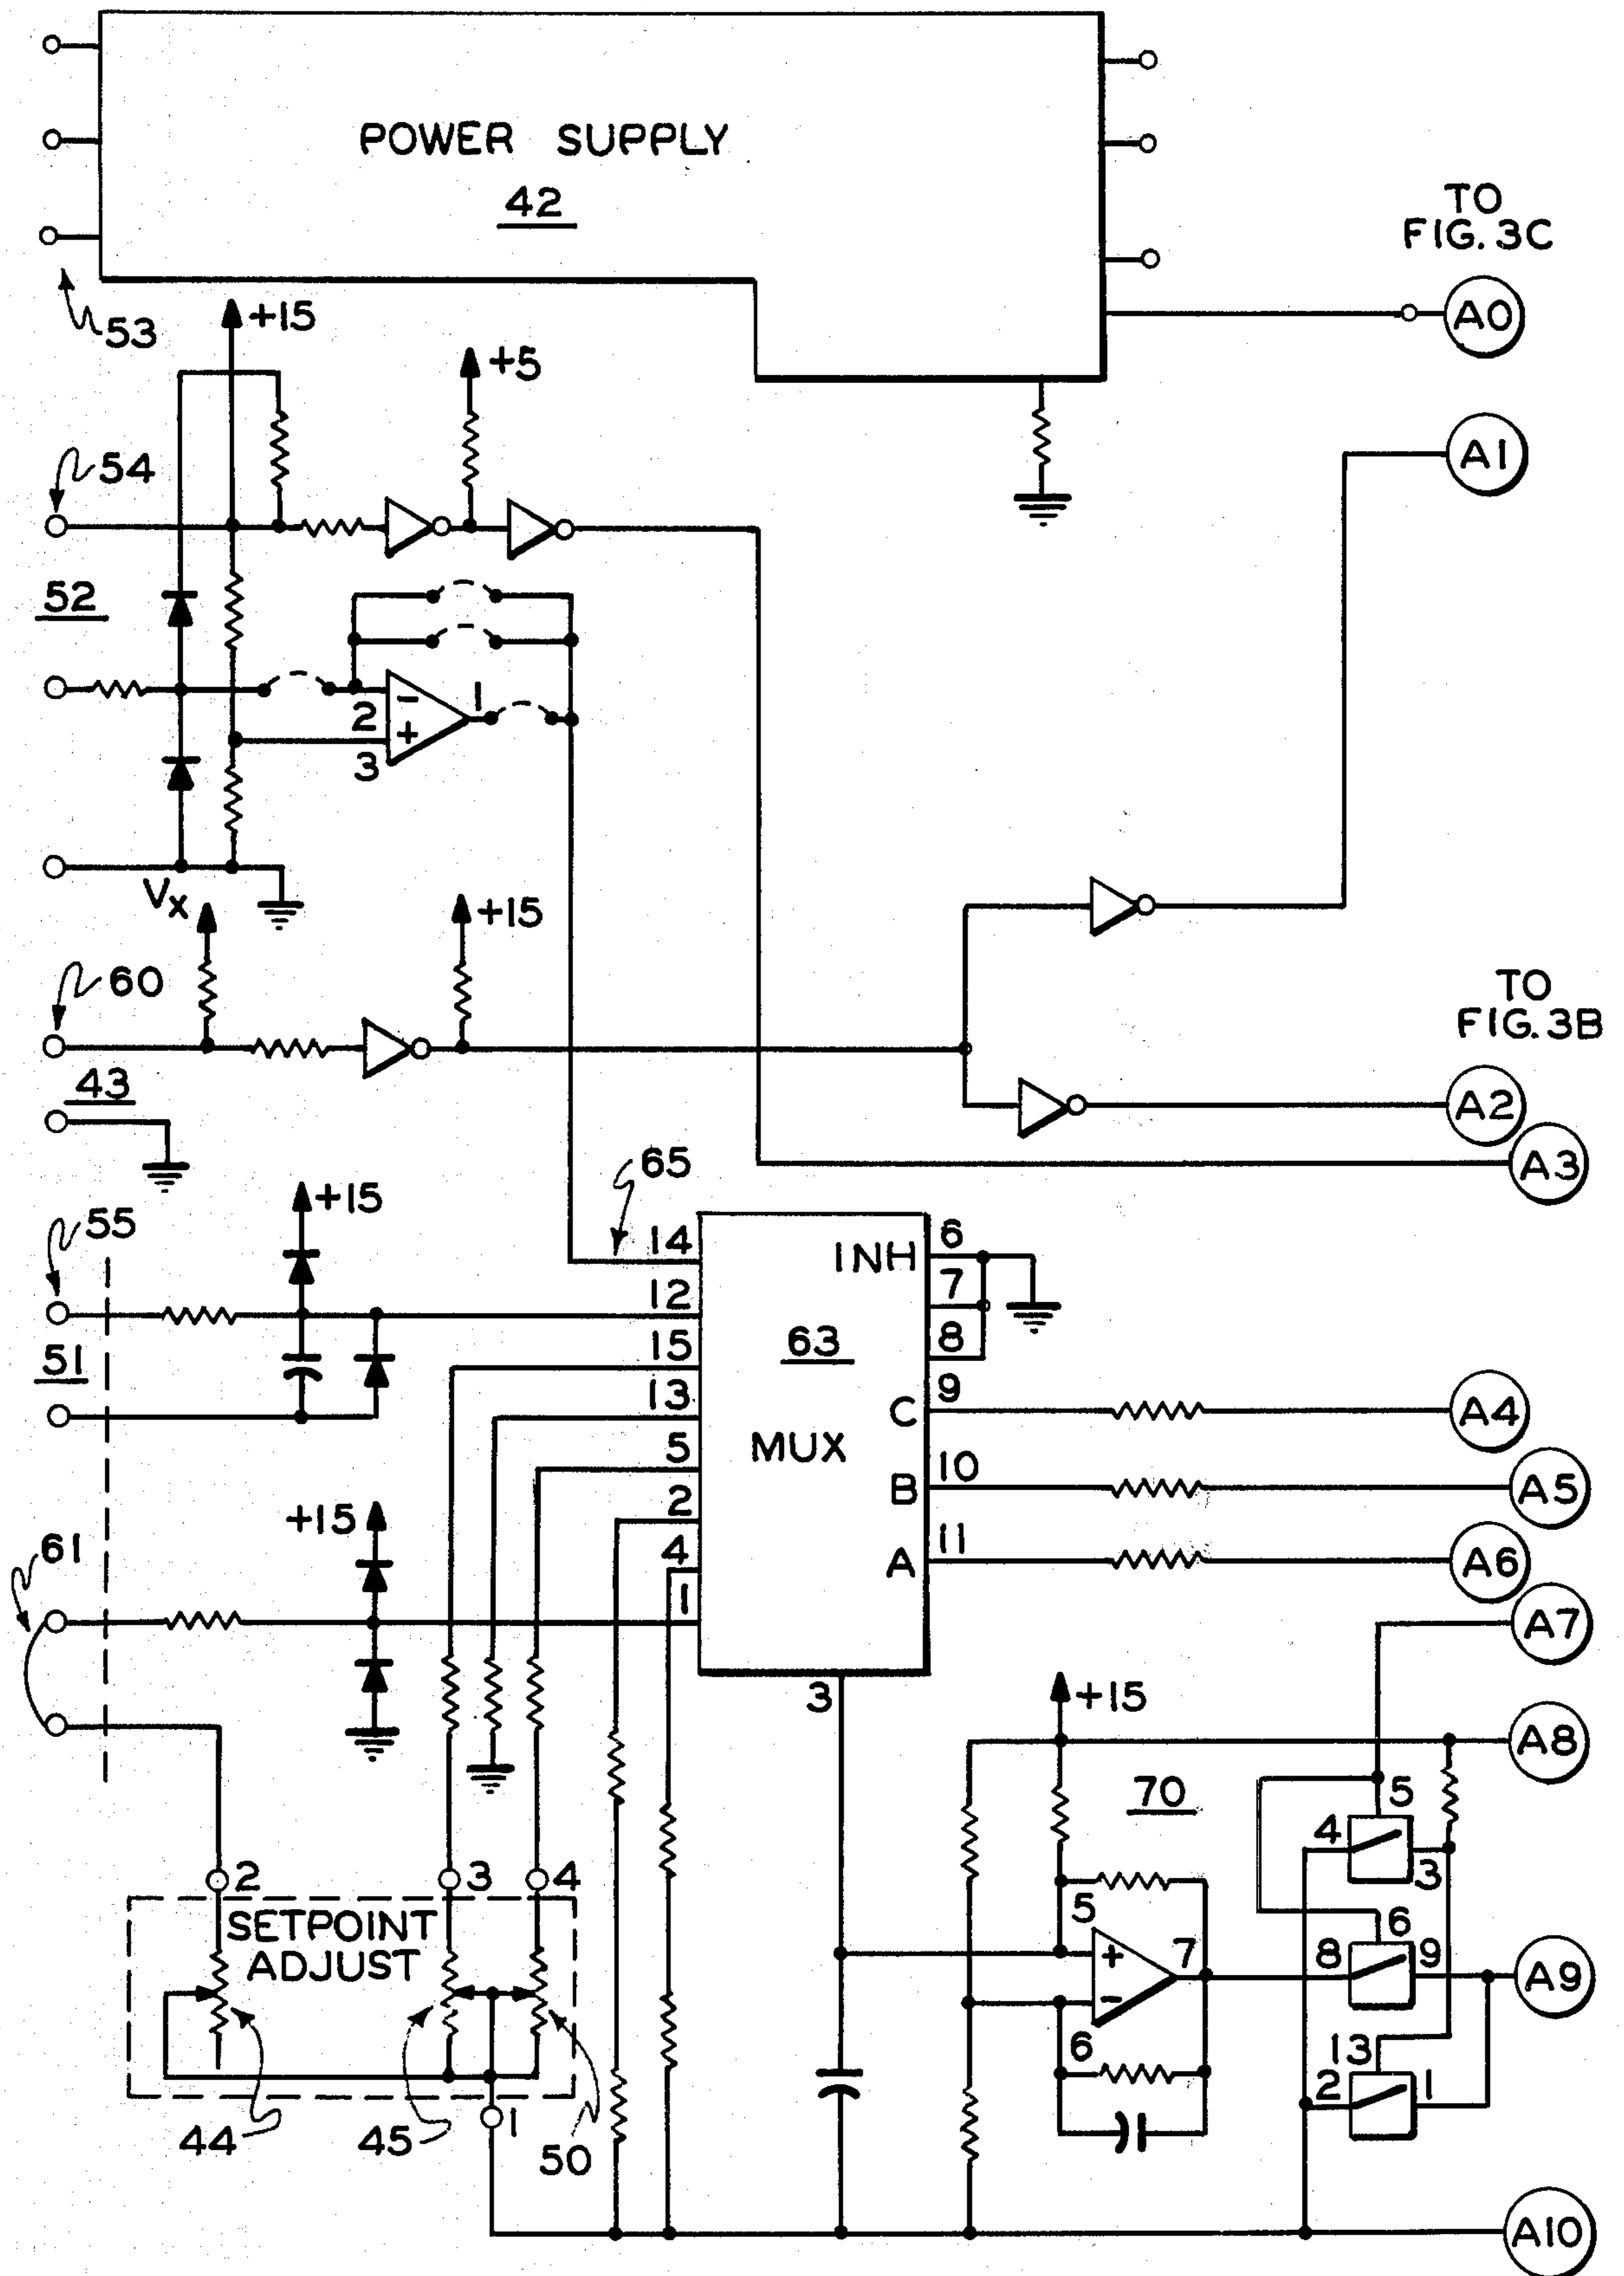 POWER SUPPLY
42
TO
FIG. 3C
A0
53
+15
+5
54
A1
52
2
1
-
+
3
Vx
+15
60
TO
FIG. 3B
43
A2
A3
65
+15
55
14
INH
6
12
7
63
15
8
51
13
C
9
A4
MUX
5
B
10
A5
2
+15
4
A
11
A6
61
1
A7
3
+15
A8
70
5
4
3
2
3
4
SETPOINT
ADJUST
5
+
7
6
8
9
A9
-
6
13
2
1
1
44
45
50
A10